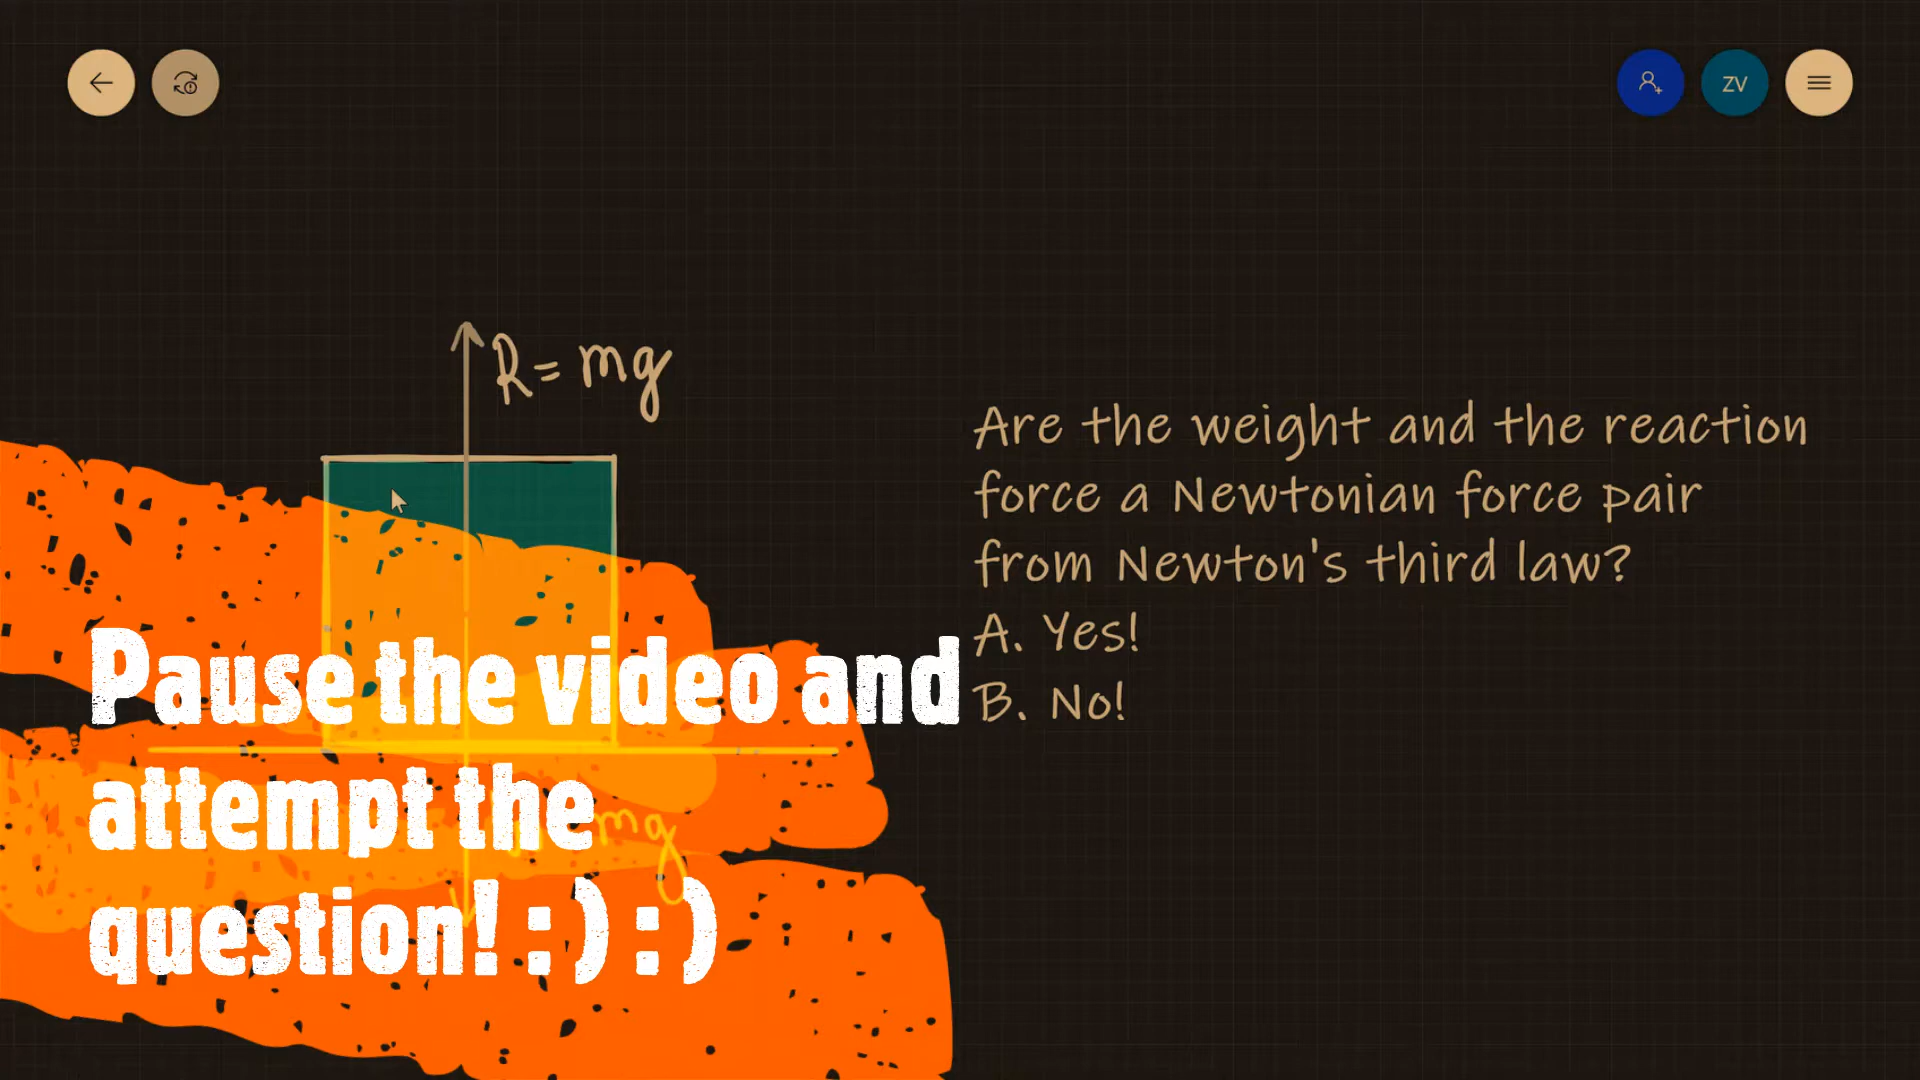 ZV
R = mg
Are the weight and the reaction
force a Newtonian force pair
from Newton's third law?
A. Yes!
B. No!
Pause the video and
attempt the
question! :) :)
mg